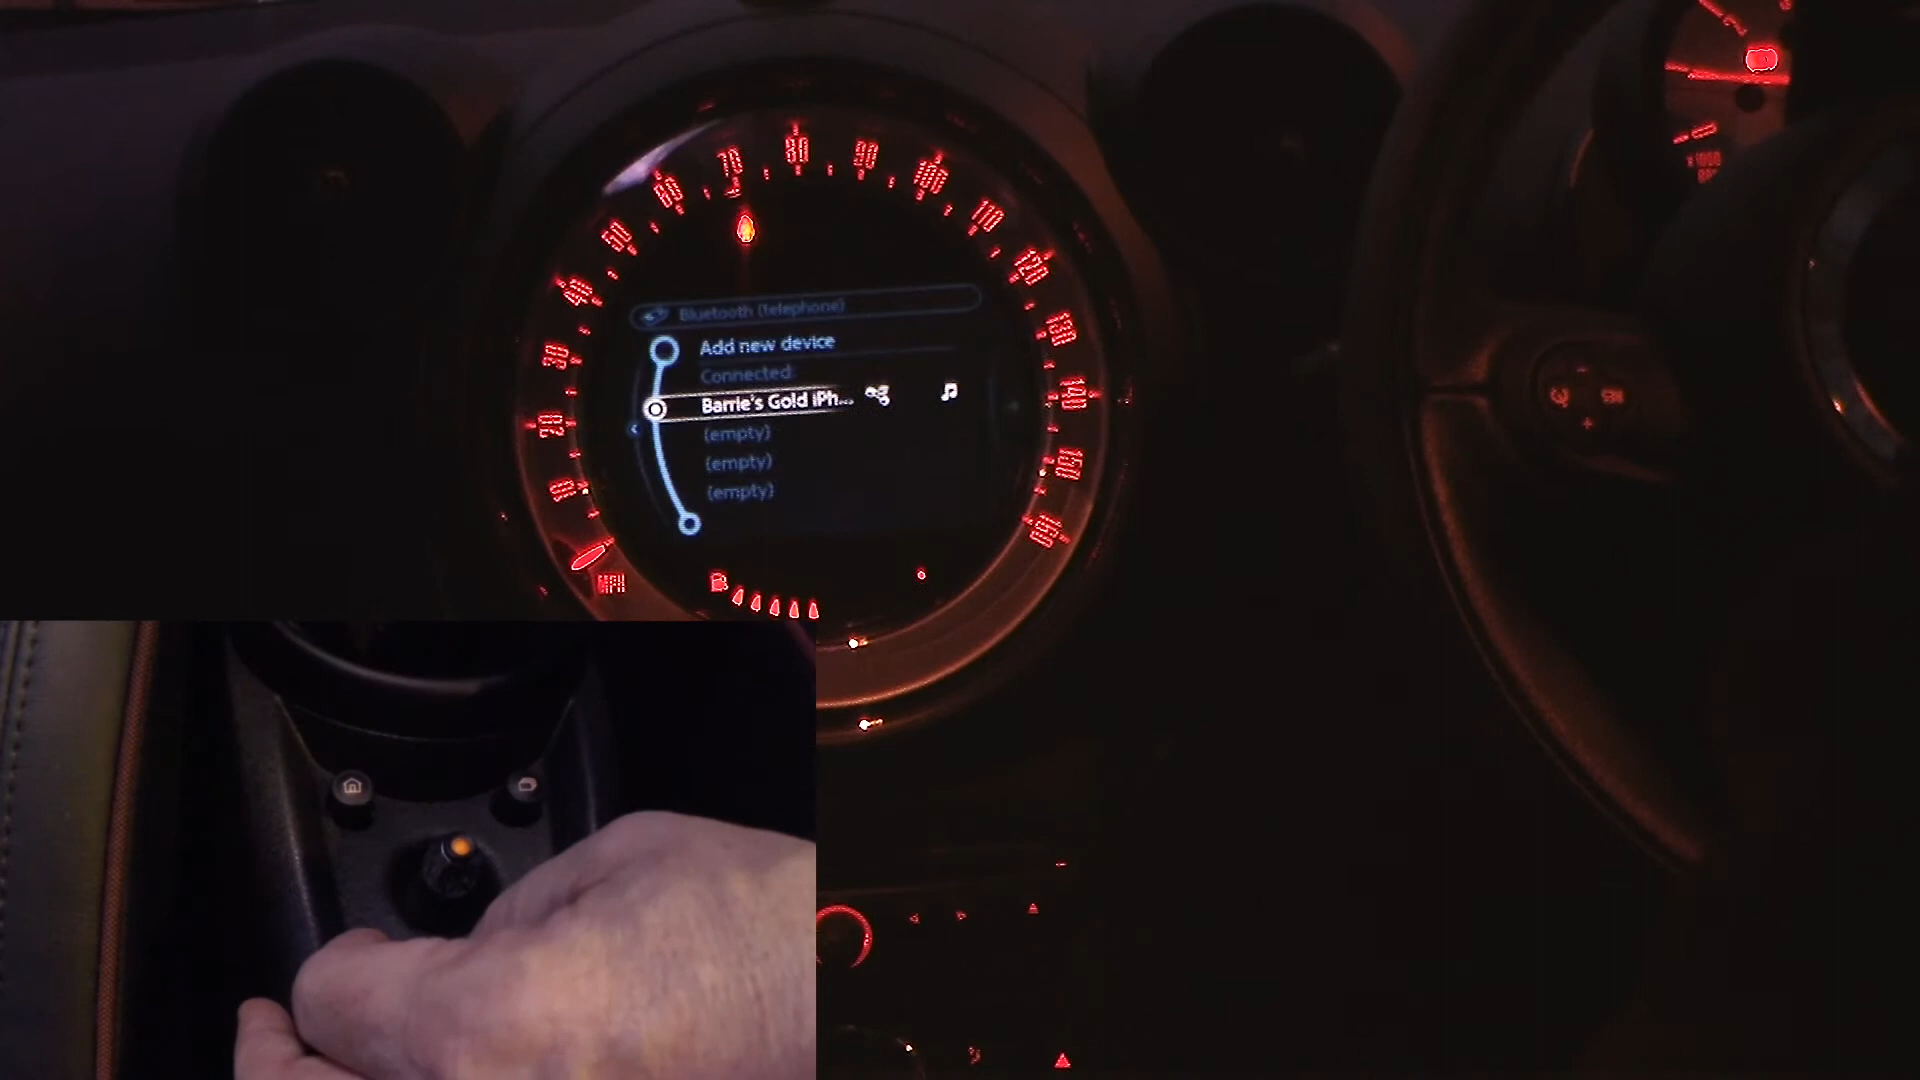 10
20
30
40
50
60
70
80
90
100
110
120
130
140
150
160
MPH
Bluetooth (telephone)
Add new device
Connected:
Barrie's Gold iPh...
(empty)
(empty)
(empty)
RES
+